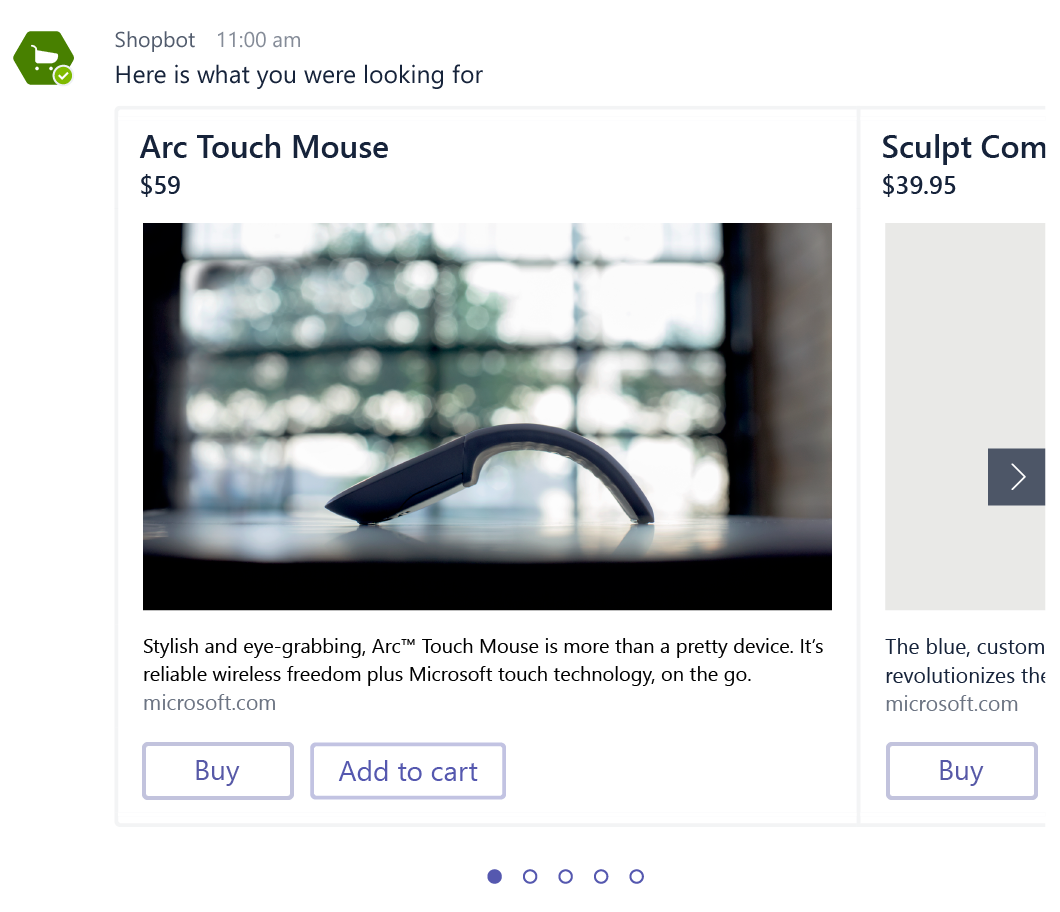 Shopbot 11:00 am
Here is what you were looking for
Arc Touch Mouse
$59
Stylish and eye-grabbing, Arc™ Touch Mouse is more than a pretty device. It’s
reliable wireless freedom plus Microsoft touch technology, on the go.
microsoft.com
Buy Add to cart
Sculpt Com
$39.95
The blue, custom
revolutionizes the
microsoft.com
Buy